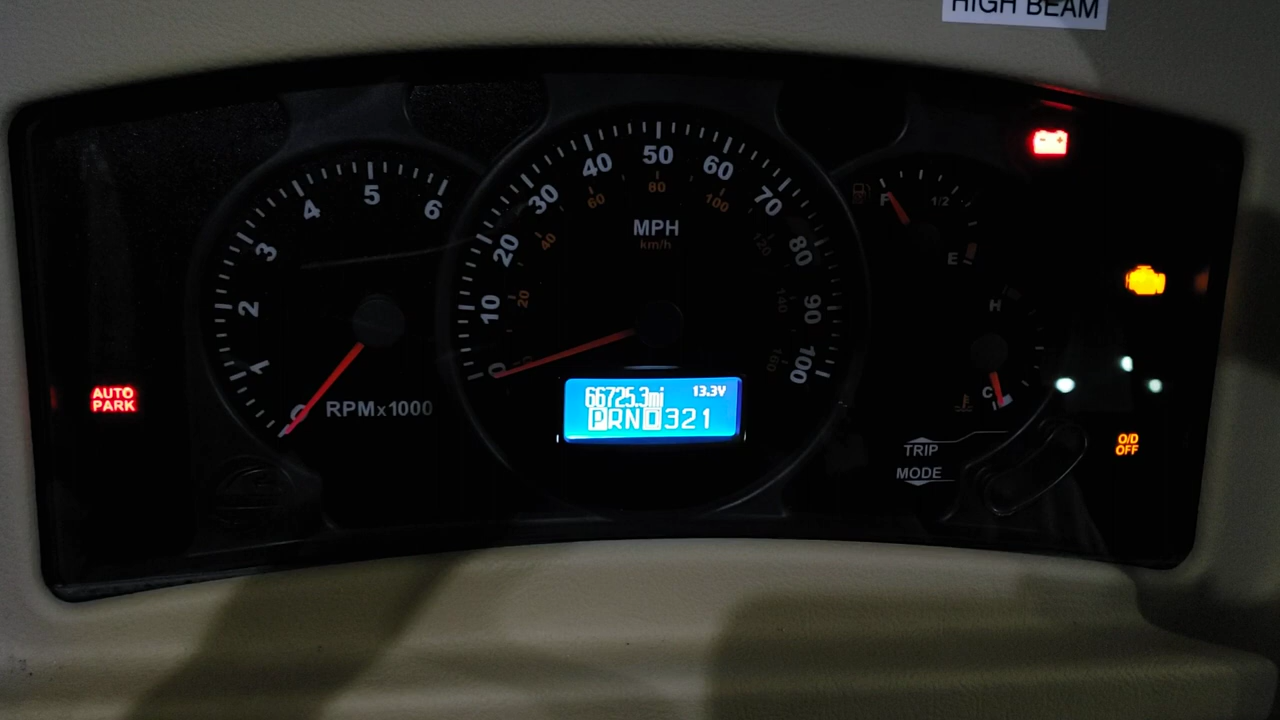 HIGH BEAM
0 1 2 3 4 5 6
RPMx1000
AUTO
PARK
0 10 20 30 40 50 60 70 80 90 100
20 40 60 80 100 120 140 160
MPH
km/h
66725.3mi 13.3V
PRND321
F 1/2 E
H
C
TRIP
MODE
O/D
OFF